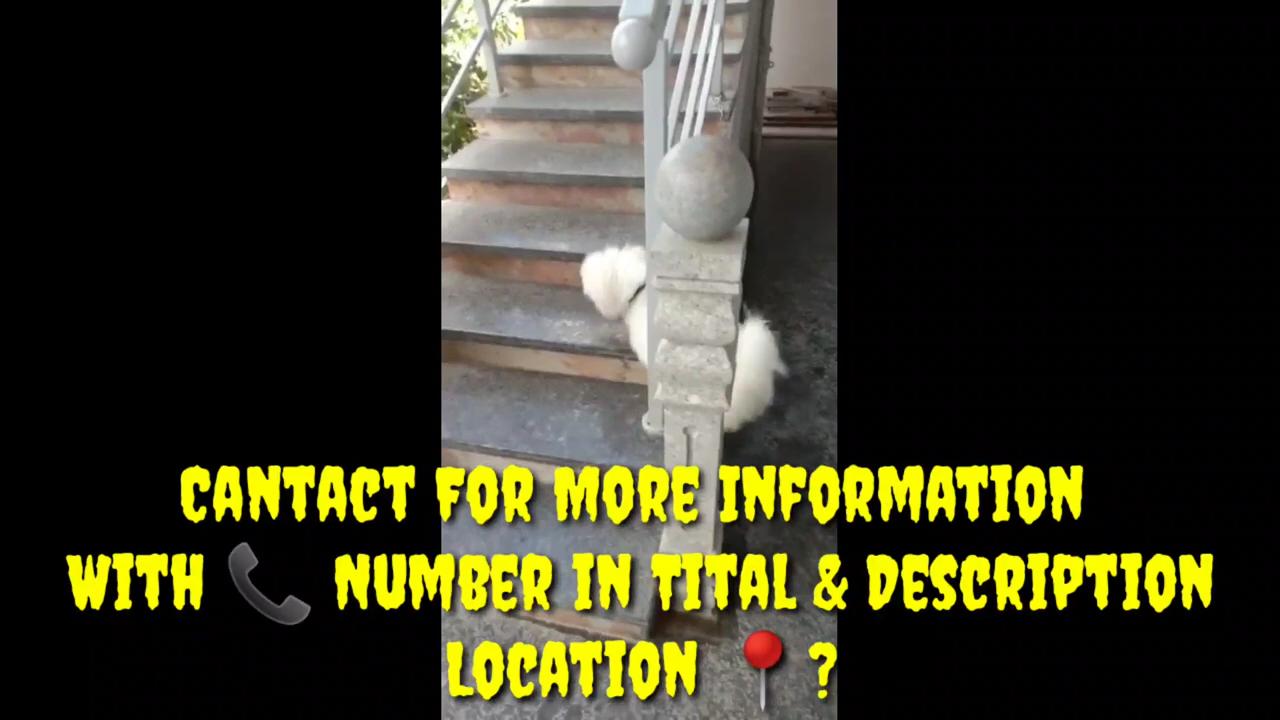 CANTACT FOR MORE INFORMATION
WITH 📞 NUMBER IN TITAL & DESCRIPTION
LOCATION 📍 ?